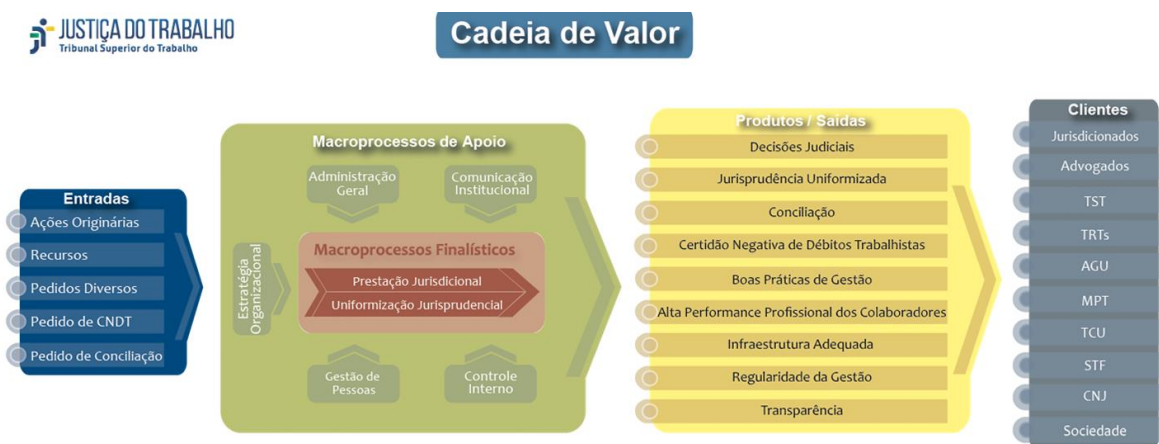 JUSTIÇA DO TRABALHO
Tribunal Superior do Trabalho
Cadeia de Valor
Entradas
Ações Originárias
Recursos
Pedidos Diversos
Pedido de CNDT
Pedido de Conciliação
Macroprocessos de Apoio
Administração
Geral
Comunicação
Institucional
Estratégia
Organizacional
Macroprocessos Finalísticos
Prestação Jurisdicional
Uniformização Jurisprudencial
Gestão de
Pessoas
Controle
Interno
Produtos / Saídas
Decisões Judiciais
Jurisprudência Uniformizada
Conciliação
Certidão Negativa de Débitos Trabalhistas
Boas Práticas de Gestão
Alta Performance Profissional dos Colaboradores
Infraestrutura Adequada
Regularidade da Gestão
Transparência
Clientes
Jurisdicionados
Advogados
TST
TRTs
AGU
MPT
TCU
STF
CNJ
Sociedade